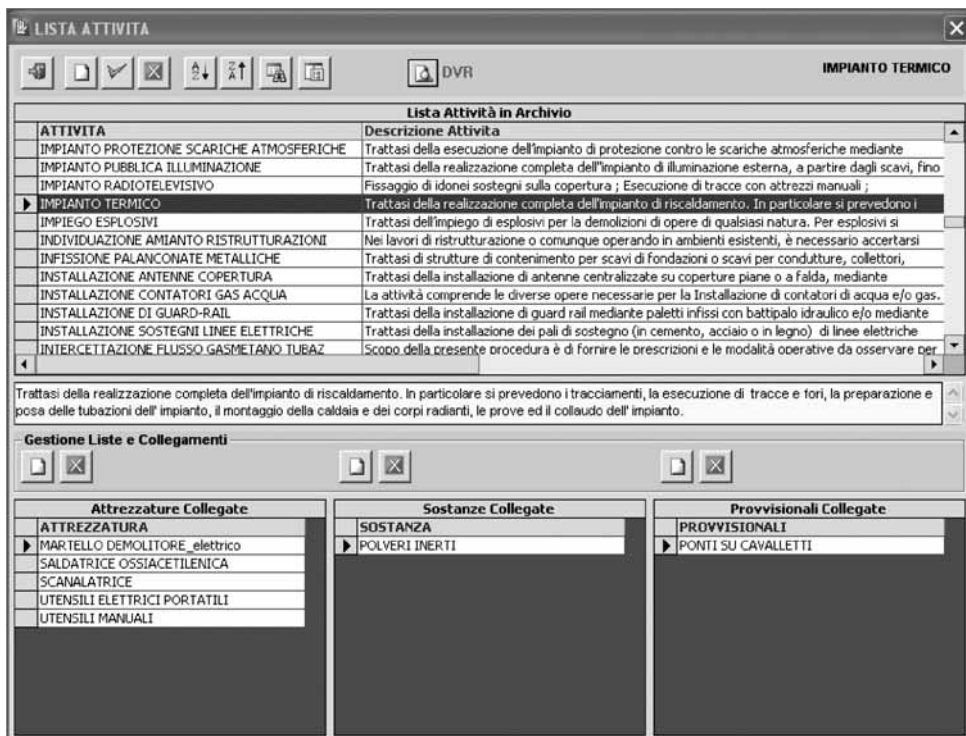 LISTA ATTIVITA
DVR
IMPIANTO TERMICO
Lista Attività in Archivio
ATTIVITA Descrizione Attivita
IMPIANTO PROTEZIONE SCARICHE ATMOSFERICHE Trattasi della esecuzione dell'impianto di protezione contro le scariche atmosferiche mediante
IMPIANTO PUBBLICA ILLUMINAZIONE Trattasi della realizzazione completa dell''impianto di illuminazione esterna, a partire dagli scavi, fino
IMPIANTO RADIOTELEVISIVO Fissaggio di idonei sostegni sulla copertura ; Esecuzione di tracce con attrezzi manuali ;
IMPIANTO TERMICO Trattasi della realizzazione completa dell'impianto di riscaldamento. In particolare si prevedono i
IMPIEGO ESPLOSIVI Trattasi dell'impiego di esplosivi per la demolizioni di opere di qualsiasi natura. Per esplosivi si
INDIVIDUAZIONE AMIANTO RISTRUTTURAZIONI Nei lavori di ristrutturazione o comunque operando in ambienti esistenti, è necessario accertarsi
INFISSIONE PALANCONATE METALLICHE Trattasi di strutture di contenimento per scavi di fondazioni o scavi per condutture, collettori,
INSTALLAZIONE ANTENNE COPERTURA Trattasi della installazione di antenne centralizzate su coperture piane o a falda, mediante
INSTALLAZIONE CONTATORI GAS ACQUA La attività comprende le diverse opere necessarie per la Installazione di contatori di acqua e/o gas.
INSTALLAZIONE DI GUARD-RAIL Trattasi della installazione di guard rail mediante paletti infissi con battipalo idraulico e/o mediante
INSTALLAZIONE SOSTEGNI LINEE ELETTRICHE Trattasi della installazione dei pali di sostegno (in cemento, acciaio o in legno) di linee elettriche
INTERCETTAZIONE FLUSSO GASMETANO TUBAZ Scopo della presente procedura è di fornire le prescrizioni e le modalità operative da osservare per
Trattasi della realizzazione completa dell'impianto di riscaldamento. In particolare si prevedono i tracciamenti, la esecuzione di tracce e fori, la preparazione e
posa delle tubazioni dell' impianto, il montaggio della caldaia e dei corpi radianti, le prove ed il collaudo dell' impianto.
Gestione Liste e Collegamenti
Attrezzature Collegate
ATTREZZATURA
MARTELLO DEMOLITORE_elettrico
SALDATRICE OSSIACETILENICA
SCANALATRICE
UTENSILI ELETTRICI PORTATILI
UTENSILI MANUALI
Sostanze Collegate
SOSTANZA
POLVERI INERTI
Provvisionali Collegate
PROVVISIONALI
PONTI SU CAVALLETTI